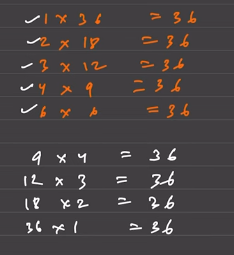 ✓1 x 36 = 36
✓2 x 18 = 36
✓3 x 12 = 36
✓4 x 9 = 36
✓6 x 6 = 36
9 x 4 = 36
12 x 3 = 36
18 x 2 = 36
36 x 1 = 36